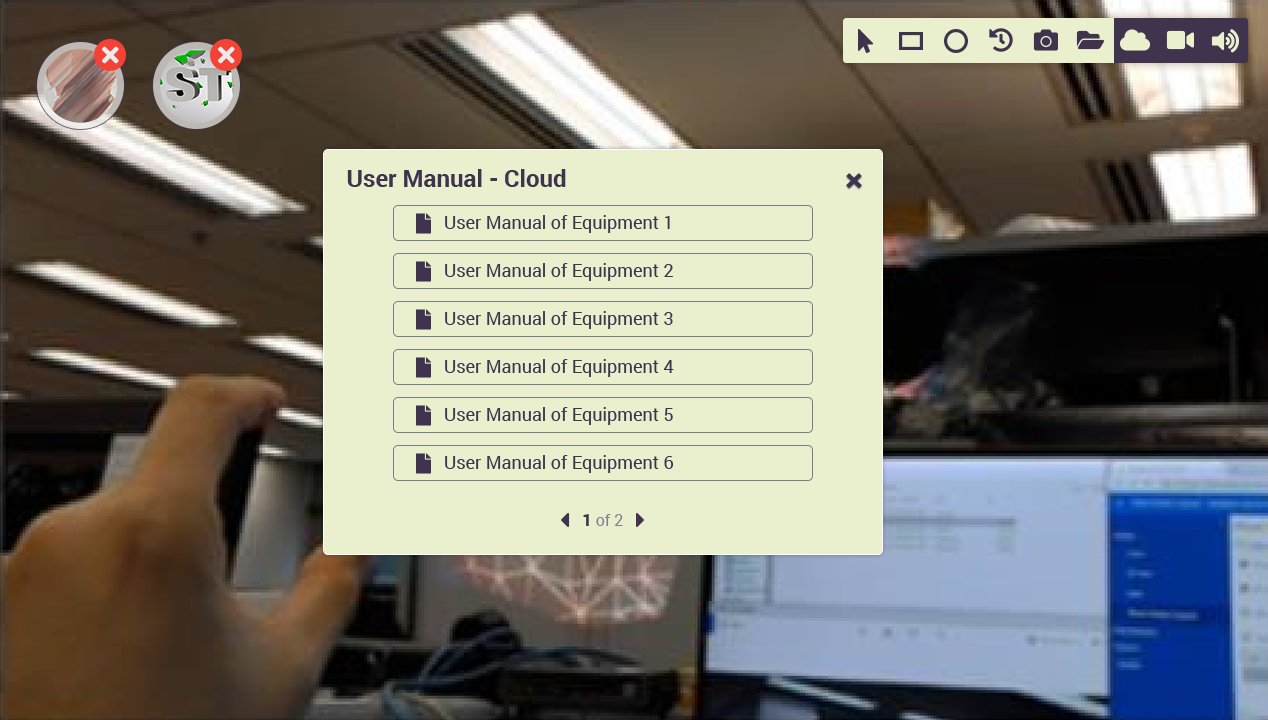 ST
User Manual - Cloud
User Manual of Equipment 1
User Manual of Equipment 2
User Manual of Equipment 3
User Manual of Equipment 4
User Manual of Equipment 5
User Manual of Equipment 6
1 of 2